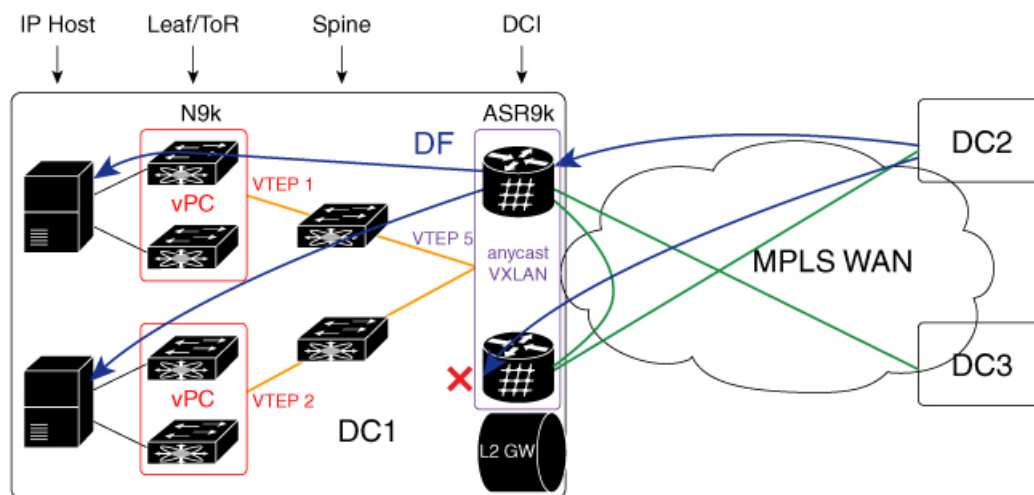 IP Host
Leaf/ToR
Spine
DCI
N9k
ASR9k
DF
DC2
VTEP 1
vPC
VTEP 5
anycast
VXLAN
MPLS WAN
DC3
vPC
VTEP 2
DC1
L2 GW